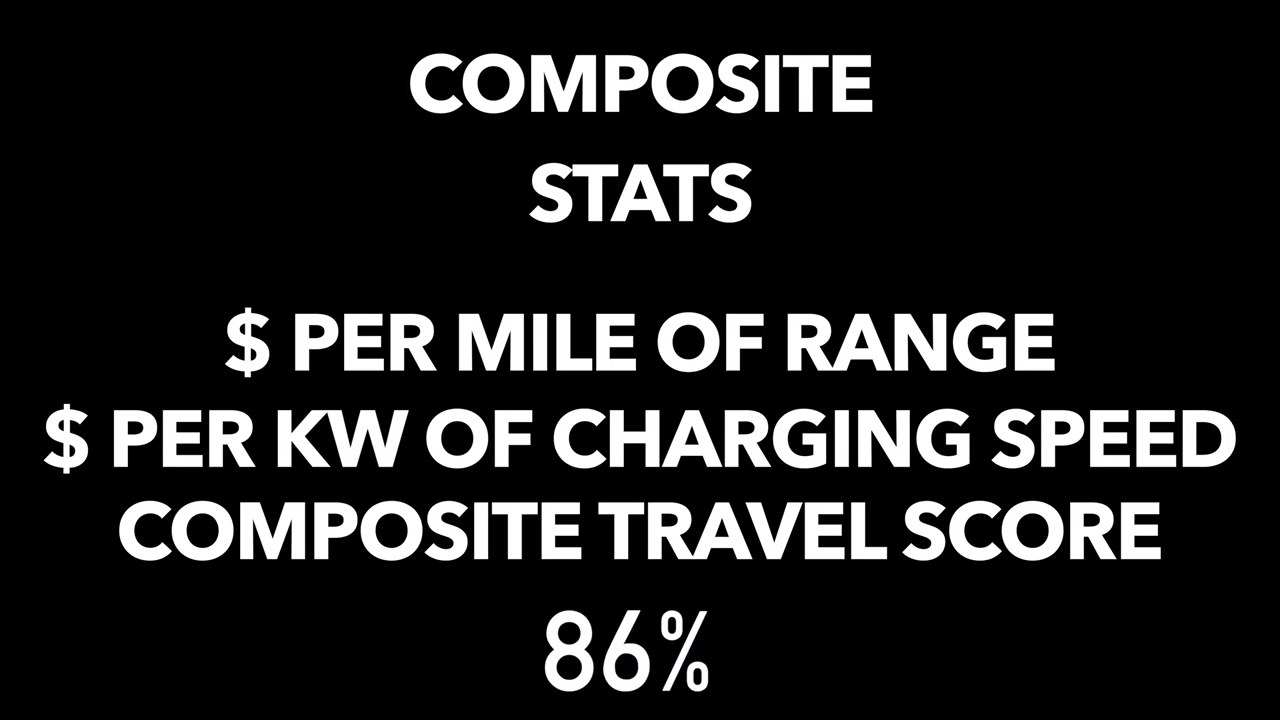 COMPOSITE
STATS
$ PER MILE OF RANGE
$ PER KW OF CHARGING SPEED
COMPOSITE TRAVEL SCORE
86%